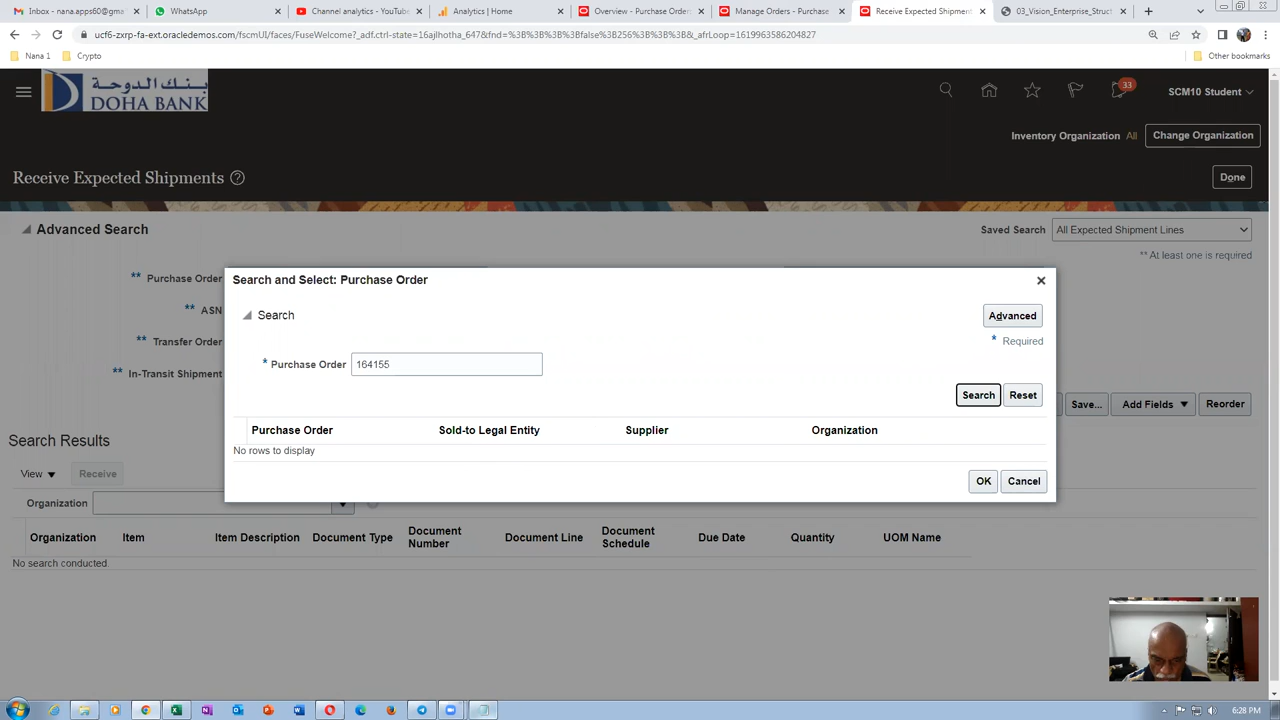 Inbox - nana.apps60@gmail
WhatsApp
Channel analytics - YouTube
Analytics | Home
Overview - Purchase Order
Manage Orders - Purchase
Receive Expected Shipment
03_Vision_Enterprise_Struct
ucf6-zxrp-fa-ext.oracledemos.com/fscmUI/faces/FuseWelcome?_adf.ctrl-state=16ajlhotha_647&fnd=%3B%3B%3B%3Bfalse%3B256%3B%3B%3B&_afrLoop=1619963586204827
Nana 1
Crypto
Other bookmarks
بنك الدوحة
DOHA BANK
33
SCM10 Student
Inventory Organization All
Change Organization
Receive Expected Shipments
Done
Advanced Search
Saved Search
All Expected Shipment Lines
** At least one is required
** Purchase Order
** ASN
** Transfer Order
** In-Transit Shipment
Search and Select: Purchase Order
Search
Advanced
* Required
* Purchase Order
164155
Search
Reset
Purchase Order
Sold-to Legal Entity
Supplier
Organization
No rows to display
OK
Cancel
Save...
Add Fields
Reorder
Search Results
View
Receive
Organization
Organization
Item
Item Description
Document Type
Document Number
Document Line
Document Schedule
Due Date
Quantity
UOM Name
No search conducted.
6:28 PM